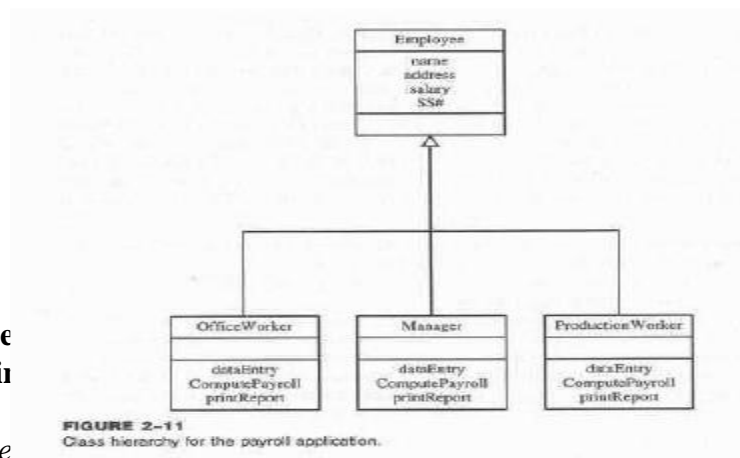 Employee
name
address
salary
SS#
OfficeWorker
dataEntry
ComputePayroll
printReport
Manager
dataEntry
ComputePayroll
printReport
ProductionWorker
dataEntry
ComputePayroll
printReport
FIGURE 2-11
Class hierarchy for the payroll application.